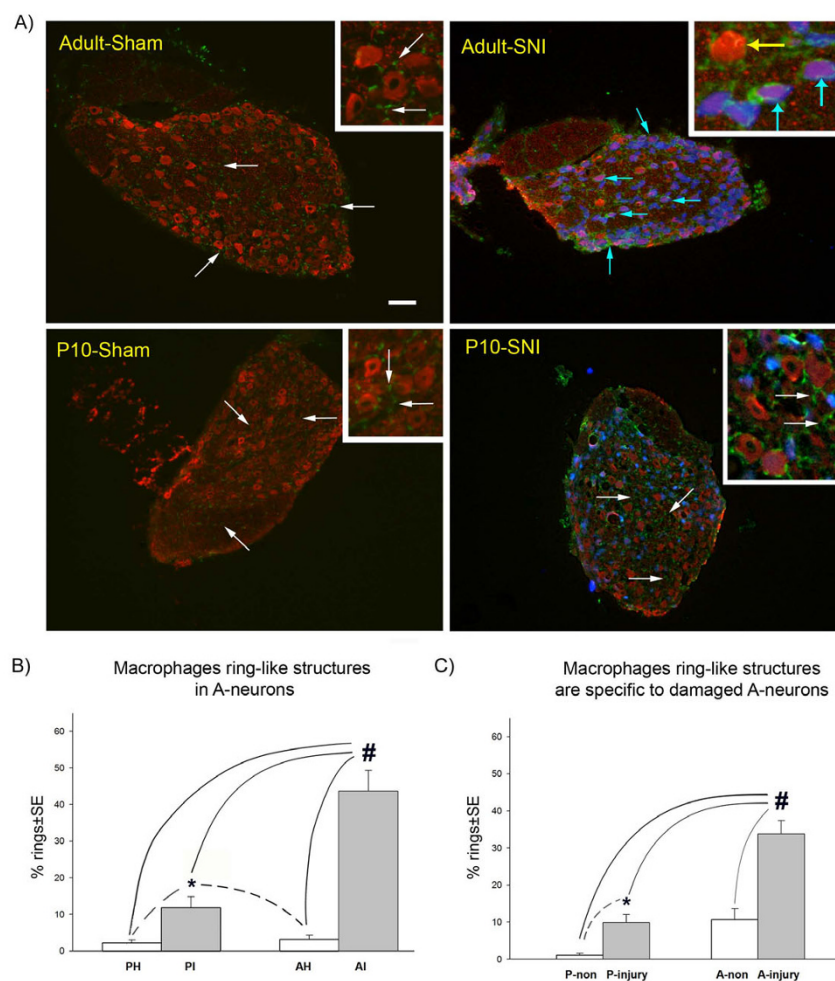 A)
Adult-Sham
Adult-SNI
P10-Sham
P10-SNI
B)
Macrophages ring-like structures
in A-neurons
% rings±SE
60
50
40
30
20
10
0
#
*
PH
PI
AH
AI
C)
Macrophages ring-like structures
are specific to damaged A-neurons
% rings±SE
60
50
40
30
20
10
0
#
*
P-non
P-injury
A-non
A-injury